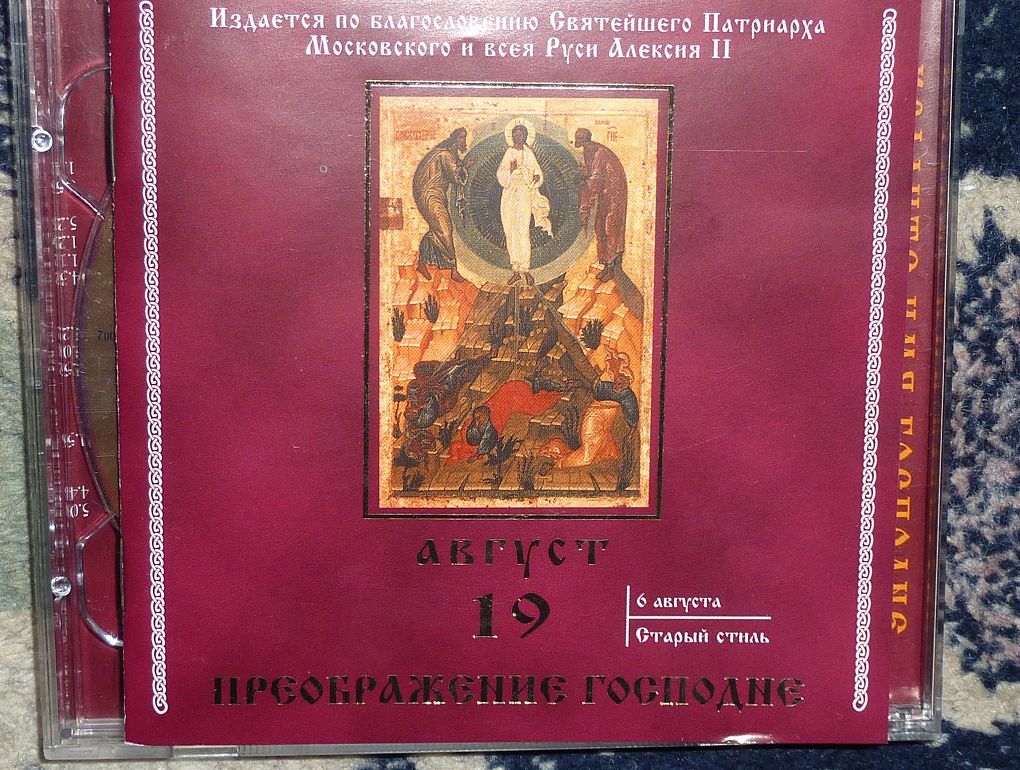 Издается по благословению Святейшего Патриарха
Московского и всея Руси Алексия II
август
19
6 августа
Старый стиль
Преображение Господне